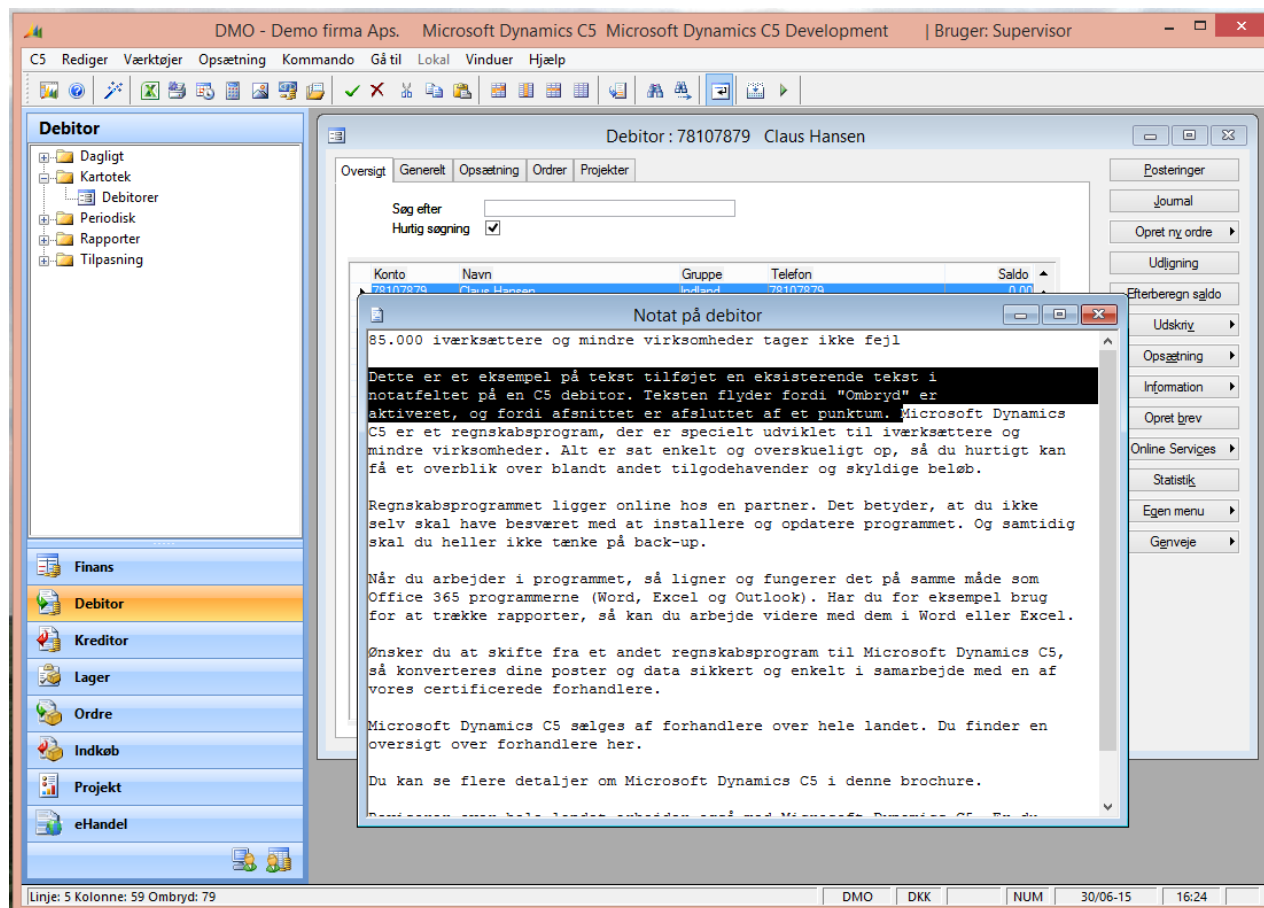 DMO - Demo firma Aps. Microsoft Dynamics C5 Microsoft Dynamics C5 Development | Bruger: Supervisor
C5 Rediger Værktøjer Opsætning Kommando Gå til Lokal Vinduer Hjælp
Debitor
Dagligt
Kartotek
Debitorer
Periodisk
Rapporter
Tilpasning
Finans
Debitor
Kreditor
Lager
Ordre
Indkøb
Projekt
eHandel
Debitor : 78107879 Claus Hansen
Oversigt Generelt Opsætning Ordrer Projekter
Søg efter
Hurtig søgning
Konto Navn Gruppe Telefon Saldo
78107879 Claus Hansen Indland 78107879 0,00
Posteringer
Journal
Opret ny ordre
Udligning
Efterberegn saldo
Udskriv
Opsætning
Information
Opret brev
Online Services
Statistik
Egen menu
Genveje
Notat på debitor
85.000 iværksættere og mindre virksomheder tager ikke fejl
Dette er et eksempel på tekst tilføjet en eksisterende tekst i
notatfeltet på en C5 debitor. Teksten flyder fordi "Ombryd" er
aktiveret, og fordi afsnittet er afsluttet af et punktum. Microsoft Dynamics
C5 er et regnskabsprogram, der er specielt udviklet til iværksættere og
mindre virksomheder. Alt er sat enkelt og overskueligt op, så du hurtigt kan
få et overblik over blandt andet tilgodehavender og skyldige beløb.
Regnskabsprogrammet ligger online hos en partner. Det betyder, at du ikke
selv skal have besværet med at installere og opdatere programmet. Og samtidig
skal du heller ikke tænke på back-up.
Når du arbejder i programmet, så ligner og fungerer det på samme måde som
Office 365 programmerne (Word, Excel og Outlook). Har du for eksempel brug
for at trække rapporter, så kan du arbejde videre med dem i Word eller Excel.
Ønsker du at skifte fra et andet regnskabsprogram til Microsoft Dynamics C5,
så konverteres dine poster og data sikkert og enkelt i samarbejde med en af
vores certificerede forhandlere.
Microsoft Dynamics C5 sælges af forhandlere over hele landet. Du finder en
oversigt over forhandlere her.
Du kan se flere detaljer om Microsoft Dynamics C5 i denne brochure.
Linje: 5 Kolonne: 59 Ombryd: 79
DMO DKK NUM 30/06-15 16:24